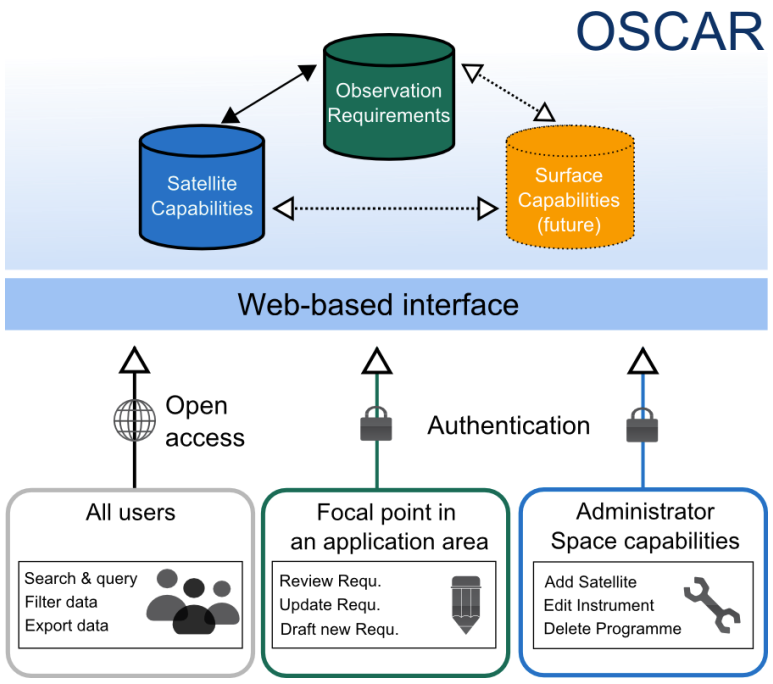 OSCAR
Observation
Requirements
Satellite
Capabilities
Surface
Capabilities
(future)
Web-based interface
Open
access
Authentication
All users
Search & query
Filter data
Export data
Focal point in
an application area
Review Requ.
Update Requ.
Draft new Requ.
Administrator
Space capabilities
Add Satellite
Edit Instrument
Delete Programme